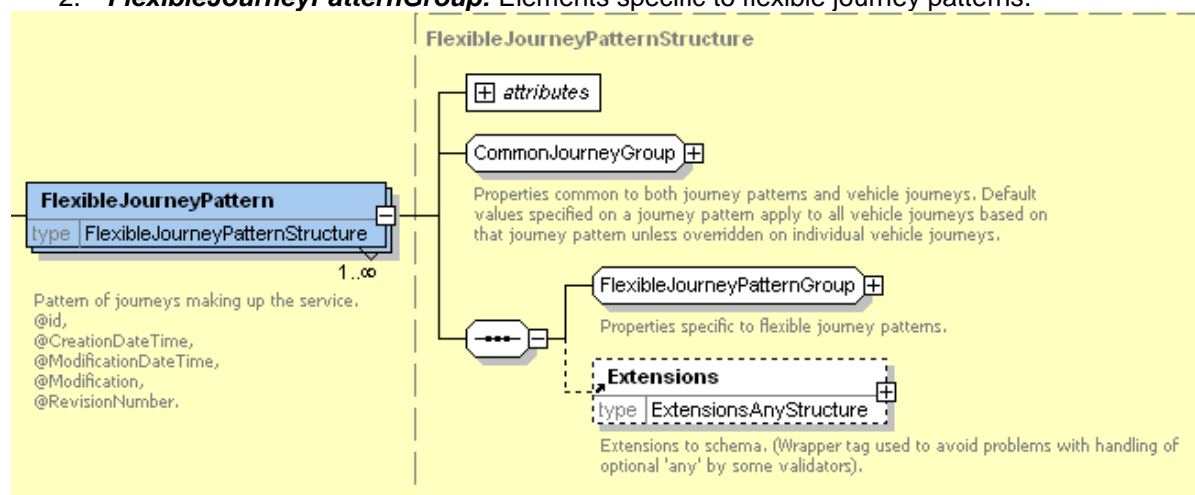 2. FlexibleJourneyPatternGroup: Elements specific to flexible journey patterns.
FlexibleJourneyPatternStructure
attributes
CommonJourneyGroup
Properties common to both journey patterns and vehicle journeys. Default
values specified on a journey pattern apply to all vehicle journeys based on
that journey pattern unless overridden on individual vehicle journeys.
FlexibleJourneyPattern
type FlexibleJourneyPatternStructure
1..∞
Pattern of journeys making up the service.
@id,
@CreationDateTime,
@ModificationDateTime,
@Modification,
@RevisionNumber.
FlexibleJourneyPatternGroup
Properties specific to flexible journey patterns.
Extensions
type ExtensionsAnyStructure
Extensions to schema. (Wrapper tag used to avoid problems with handling of
optional 'any' by some validators).